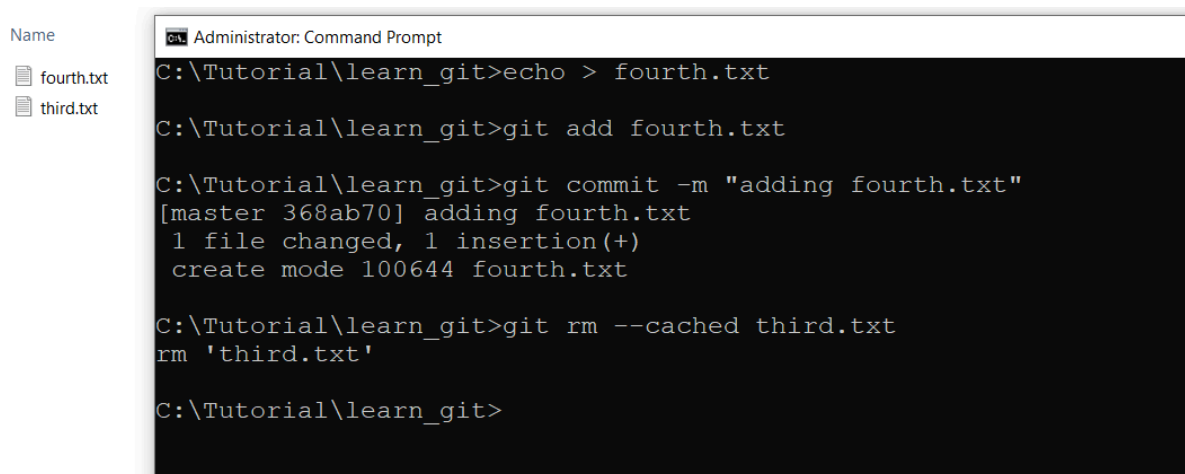 Name
fourth.txt
third.txt
Administrator: Command Prompt
C:\Tutorial\learn_git>echo > fourth.txt
C:\Tutorial\learn_git>git add fourth.txt
C:\Tutorial\learn_git>git commit -m "adding fourth.txt"
[master 368ab70] adding fourth.txt
1 file changed, 1 insertion(+)
create mode 100644 fourth.txt
C:\Tutorial\learn_git>git rm --cached third.txt
rm 'third.txt'
C:\Tutorial\learn_git>